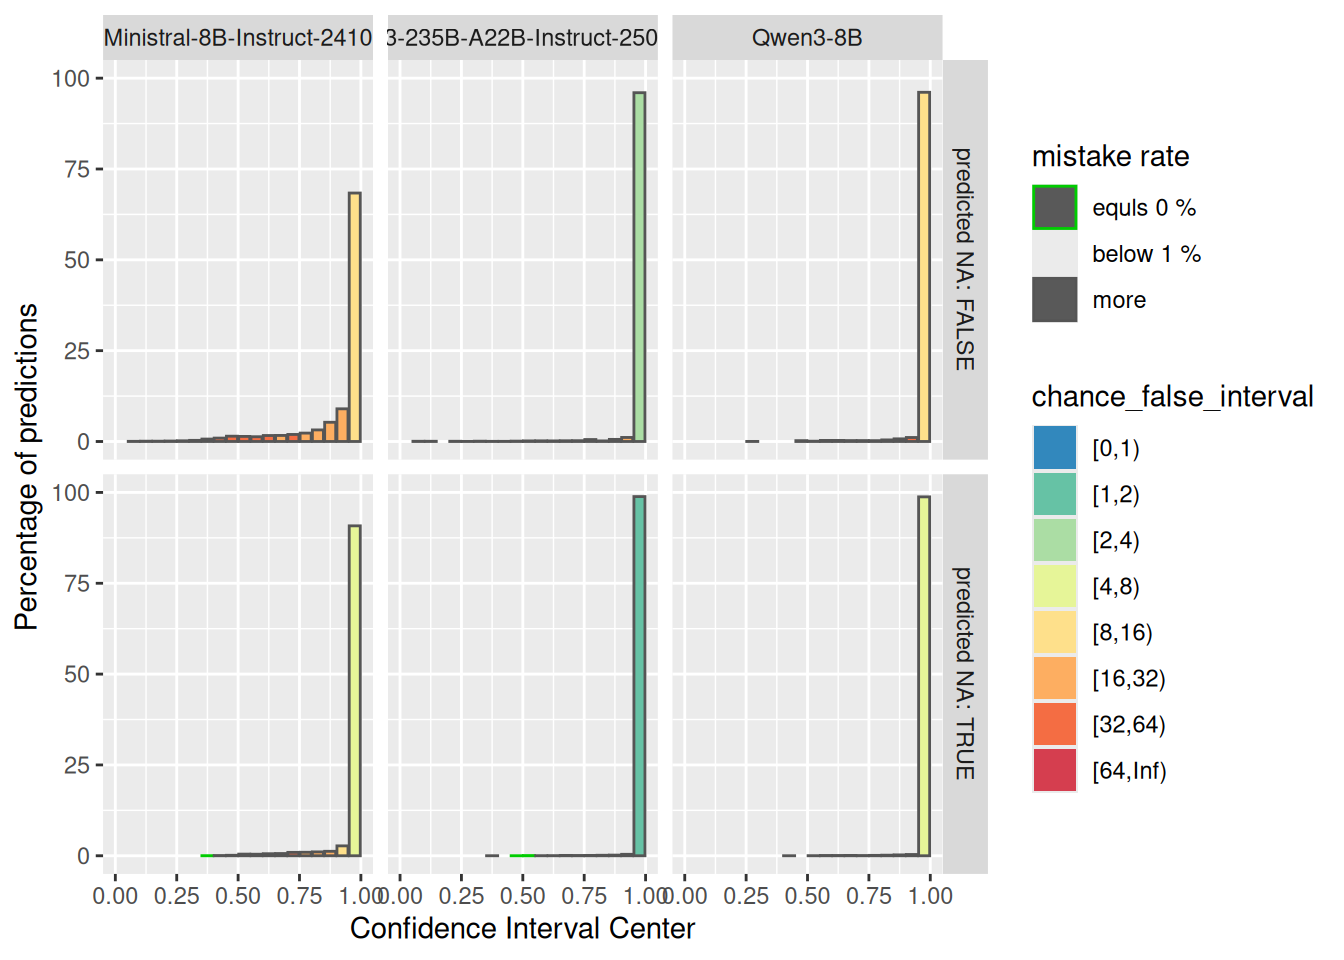 Ministral-8B-Instruct-2410
3-235B-A22B-Instruct-250
Qwen3-8B
Percentage of predictions
100
75
50
25
0
predicted NA: FALSE
100
75
50
25
0
predicted NA: TRUE
0.00 0.25 0.50 0.75 1.00
0.00 0.25 0.50 0.75 1.00
0.00 0.25 0.50 0.75 1.00
Confidence Interval Center
mistake rate
equls 0 %
below 1 %
more
chance_false_interval
[0,1)
[1,2)
[2,4)
[4,8)
[8,16)
[16,32)
[32,64)
[64,Inf)